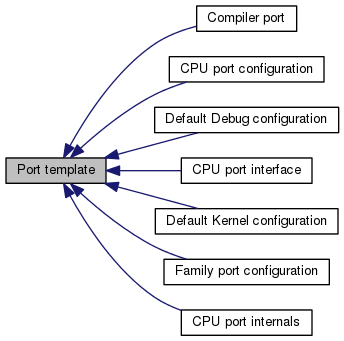 Compiler port
CPU port configuration
Default Debug configuration
Port template
CPU port interface
Default Kernel configuration
Family port configuration
CPU port internals